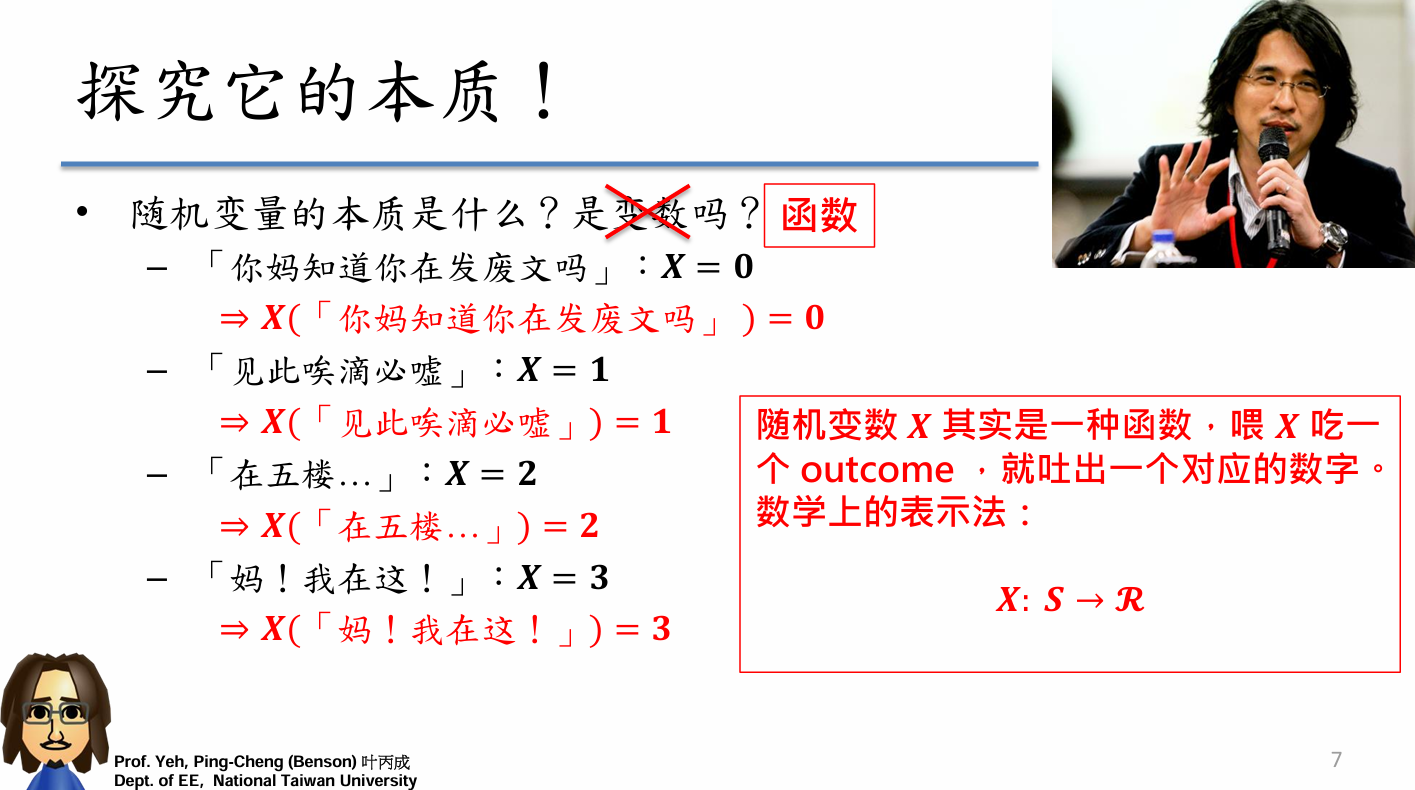 探究它的本质！
• 随机变量的本质是什么？是变数吗？ 函数
– 「你妈知道你在发废文吗」：X = 0
⇒ X(「你妈知道你在发废文吗」) = 0
– 「见此唉滴必嘘」：X = 1
⇒ X(「见此唉滴必嘘」) = 1
– 「在五楼…」：X = 2
⇒ X(「在五楼…」) = 2
– 「妈！我在这！」：X = 3
⇒ X(「妈！我在这！」) = 3
随机变数 X 其实是一种函数，喂 X 吃一
个 outcome ，就吐出一个对应的数字。
数学上的表示法：
X: S → ℛ
Prof. Yeh, Ping-Cheng (Benson) 叶丙成
Dept. of EE, National Taiwan University
7